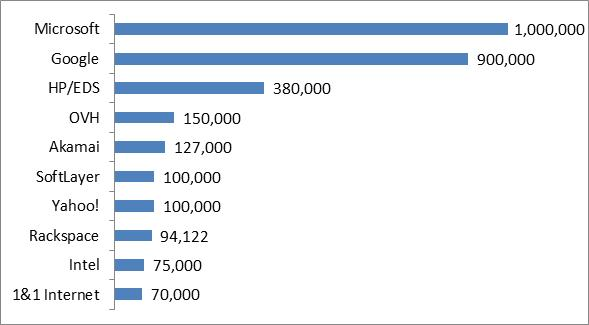 Microsoft 1,000,000
Google 900,000
HP/EDS 380,000
OVH 150,000
Akamai 127,000
SoftLayer 100,000
Yahoo! 100,000
Rackspace 94,122
Intel 75,000
1&1 Internet 70,000